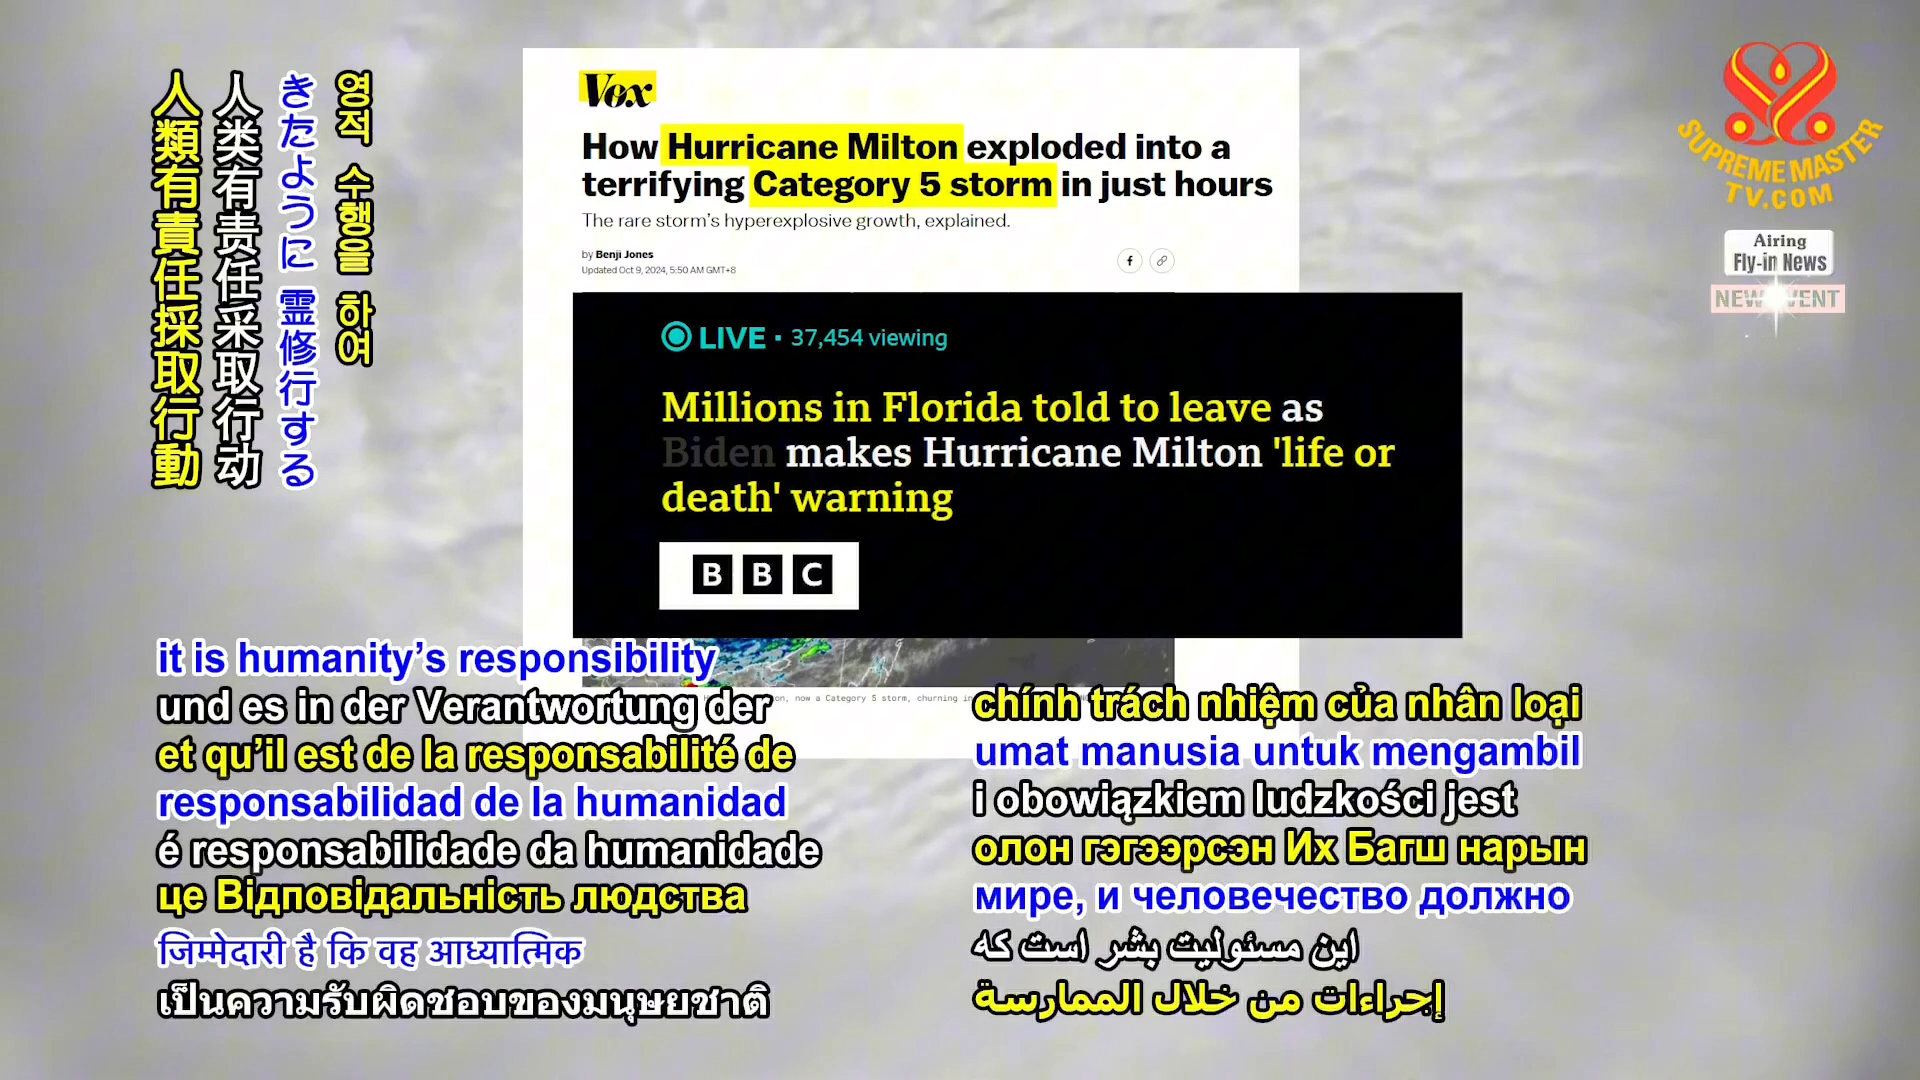 人類有責任採取行動
人类有责任采取行动
きたように 霊修行する
영적 수행을 하여
Vox
How Hurricane Milton exploded into a
terrifying Category 5 storm in just hours
The rare storm's hyperexplosive growth, explained.
by Benji Jones
Updated Oct 9, 2024, 5:50 AM GMT+8
LIVE · 37,454 viewing
Millions in Florida told to leave as
Biden makes Hurricane Milton 'life or
death' warning
BBC
SUPREME MASTER
TV.COM
Airing
Fly-in News
it is humanity's responsibility
und es in der Verantwortung der
et qu'il est de la responsabilité de
responsabilidad de la humanidad
é responsabilidade da humanidade
це Відповідальність людства
जिम्मेदारी है कि वह आध्यात्मिक
เป็นความรับผิดชอบของมนุษยชาติ
now a Category 5 storm, churning
chính trách nhiệm của nhân loại
umat manusia untuk mengambil
i obowiązkiem ludzkości jest
олон гэгээрсэн Их Багш нарын
мире, и человечество должно
این مسئولیت بشر است که
إجراءات من خلال الممارسة